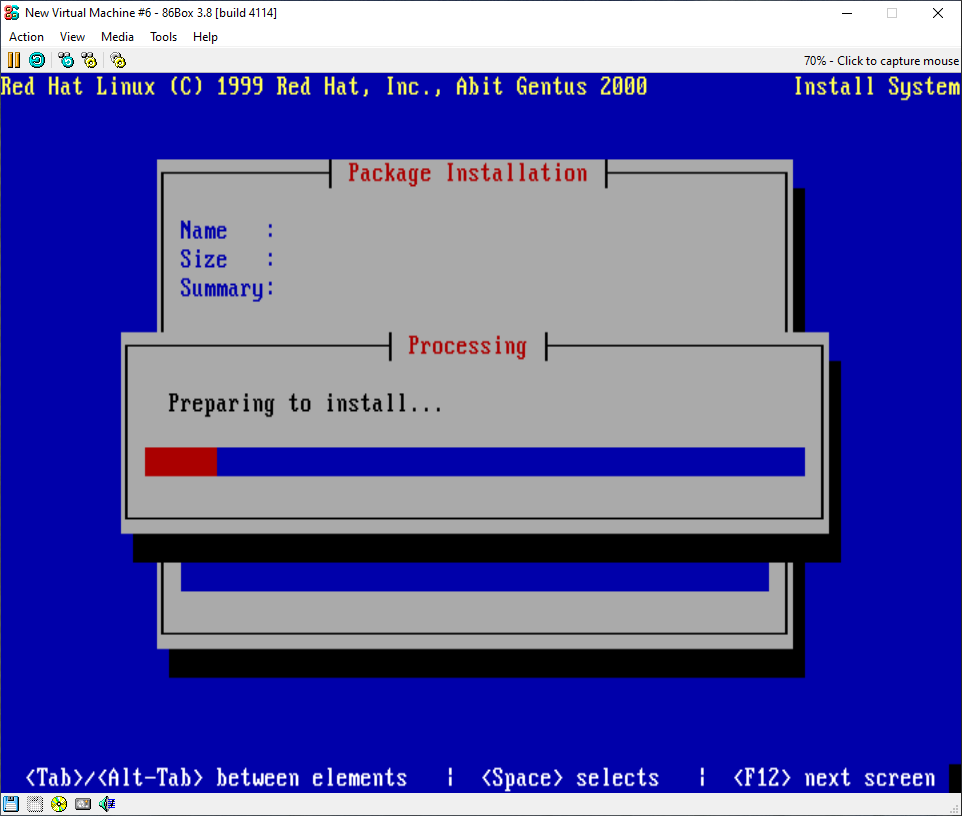 New Virtual Machine #6 - 86Box 3.8 [build 4114]
Action View Media Tools Help
70% - Click to capture mouse
Red Hat Linux (C) 1999 Red Hat, Inc., Abit Gentus 2000 Install System
Package Installation
Name :
Size :
Summary:
Processing
Preparing to install...
<Tab>/<Alt-Tab> between elements | <Space> selects | <F12> next screen